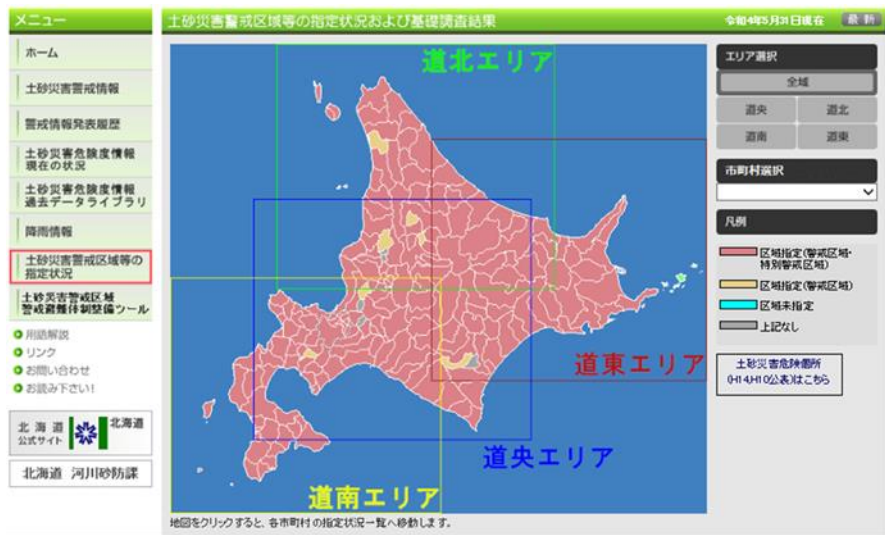 メニュー
ホーム
土砂災害警戒情報
警戒情報発表履歴
土砂災害危険度情報
現在の状況
土砂災害危険度情報
過去データライブラリ
降雨情報
土砂災害警戒区域等の
指定状況
土砂災害警戒区域
警戒避難体制整備ツール
用語解説
リンク
お問い合わせ
お読み下さい!
北海道
公式サイト
北海道
北海道 河川砂防課
土砂災害警戒区域等の指定状況および基礎調査結果
令和4年5月31日現在
最新
道北エリア
道東エリア
道央エリア
道南エリア
地図をクリックすると、各市町村の指定状況一覧へ移動します。
エリア選択
全域
道央 道北
道南 道東
市町村選択
凡例
区域指定(警戒区域・
特別警戒区域)
区域指定(警戒区域)
区域未指定
上記なし
土砂災害危険箇所
(H14,H10公表)はこちら